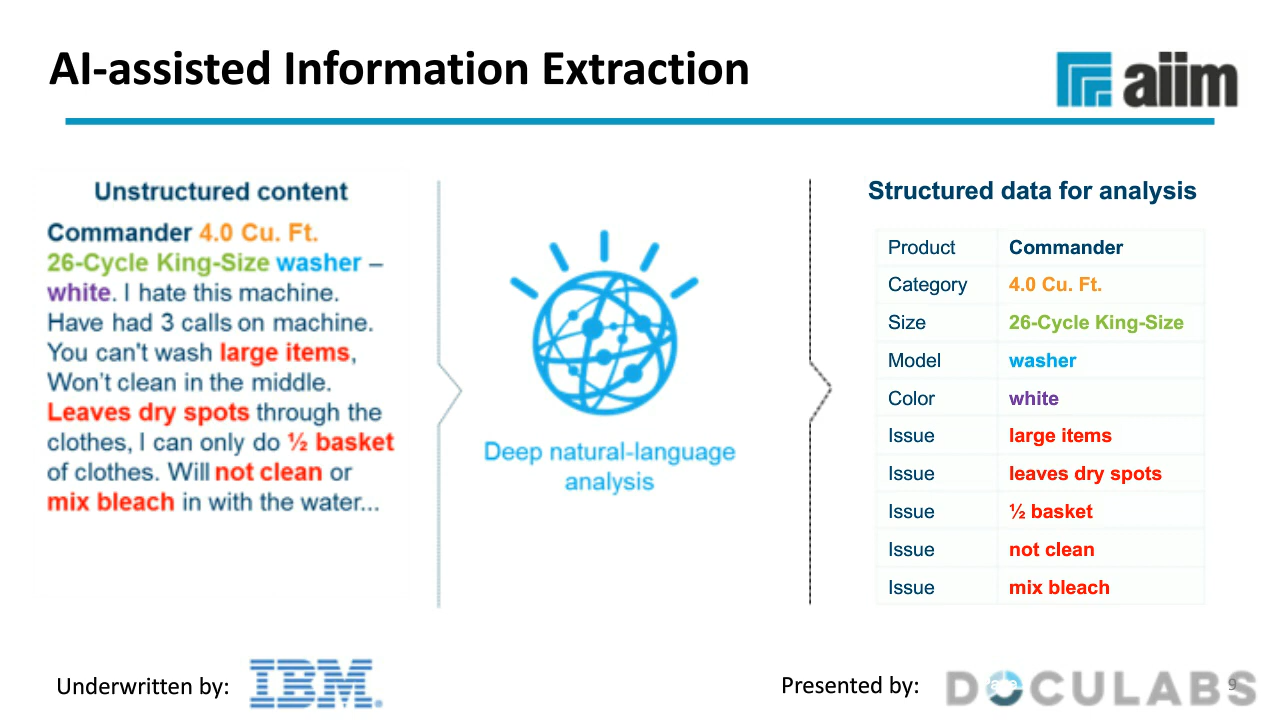 AI-assisted Information Extraction
aiim
Unstructured content
Commander 4.0 Cu. Ft.
26-Cycle King-Size washer –
white. I hate this machine.
Have had 3 calls on machine.
You can't wash large items,
Won't clean in the middle.
Leaves dry spots through the
clothes, I can only do ½ basket
of clothes. Will not clean or
mix bleach in with the water...
Deep natural-language
analysis
Structured data for analysis
Product Commander
Category 4.0 Cu. Ft.
Size 26-Cycle King-Size
Model washer
Color white
Issue large items
Issue leaves dry spots
Issue ½ basket
Issue not clean
Issue mix bleach
Underwritten by: IBM®
Presented by: DOCULABS
9